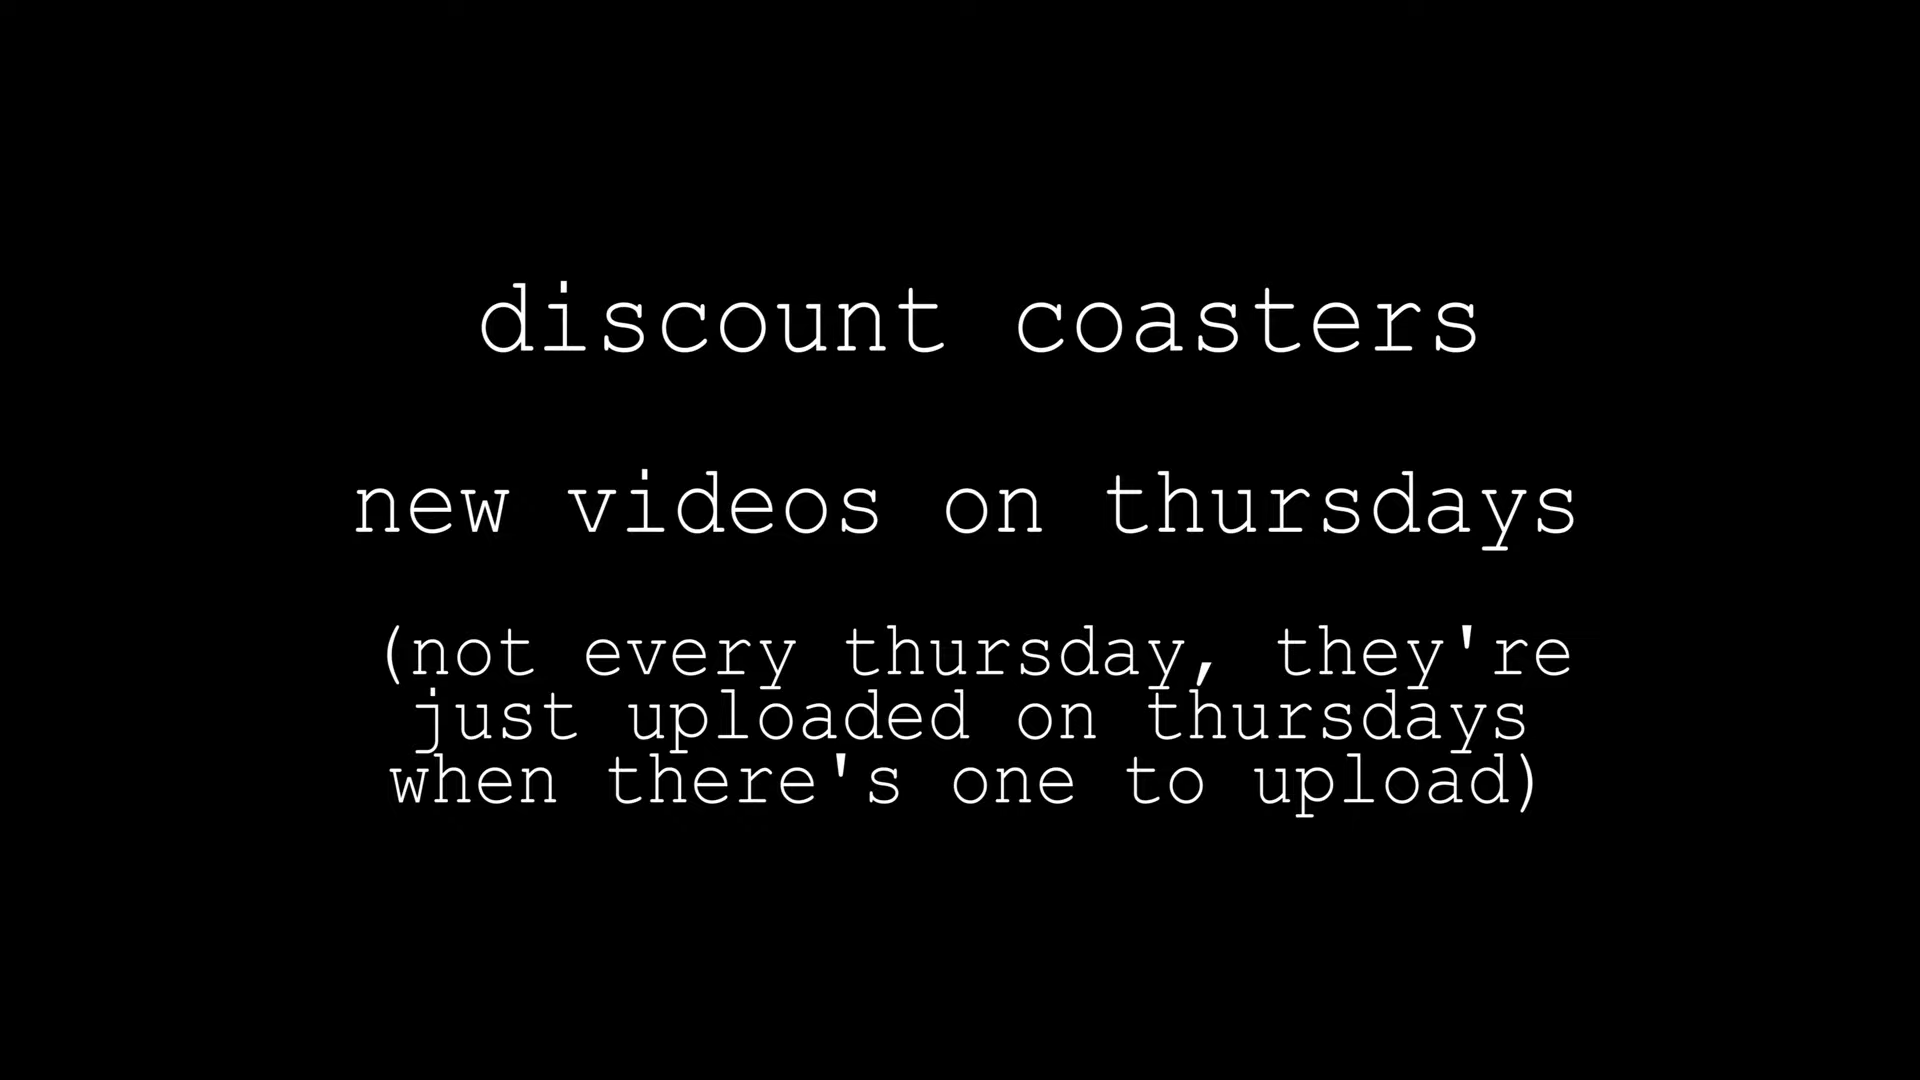 discount coasters
new videos on thursdays
(not every thursday, they're
just uploaded on thursdays
when there's one to upload)